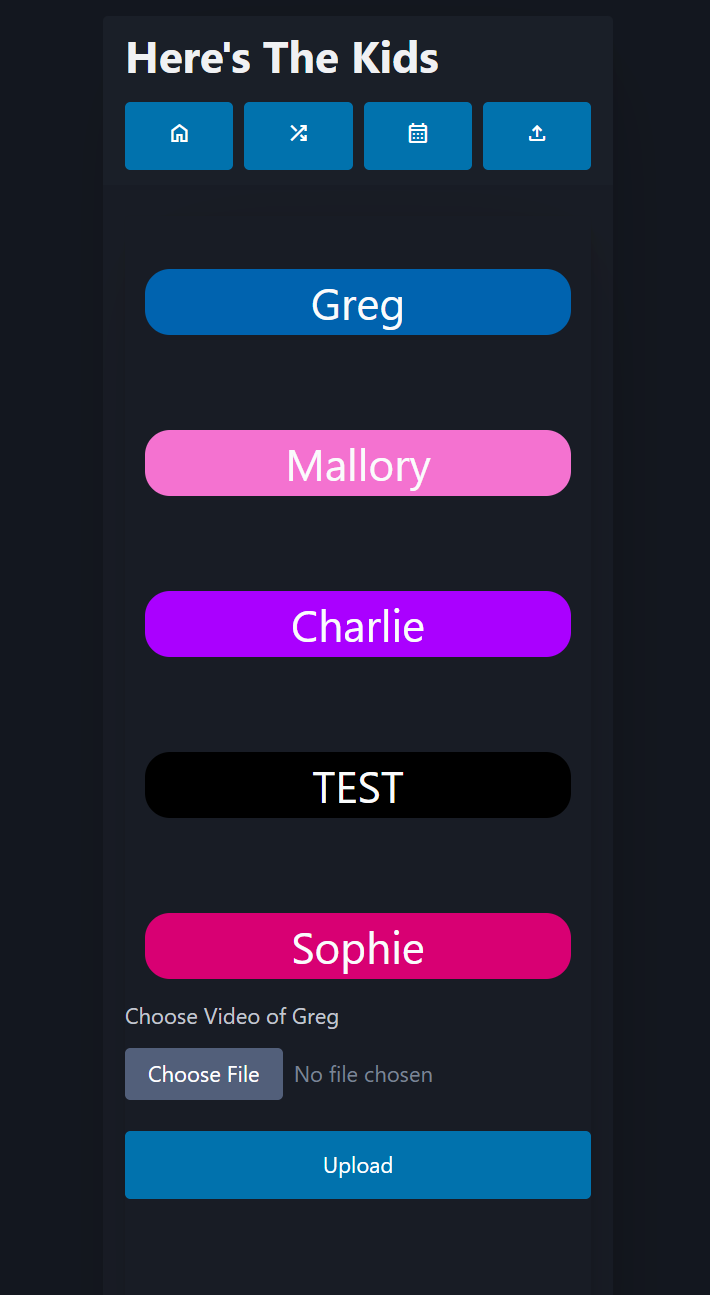 Here's The Kids
Greg
Mallory
Charlie
TEST
Sophie
Choose Video of Greg
Choose File No file chosen
Upload